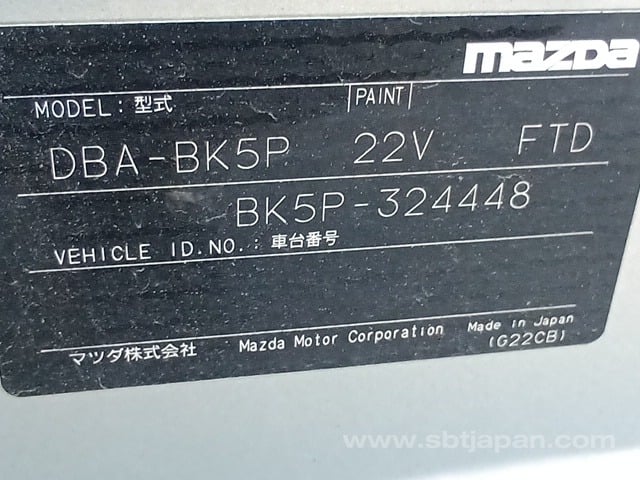 mazda
MODEL : 型式 |PAINT|
DBA-BK5P 22V FTD
BK5P-324448
VEHICLE ID.NO. : 車台番号
マツダ株式会社 Mazda Motor Corporation Made in Japan
(G22CB)
www.sbtjapan.com